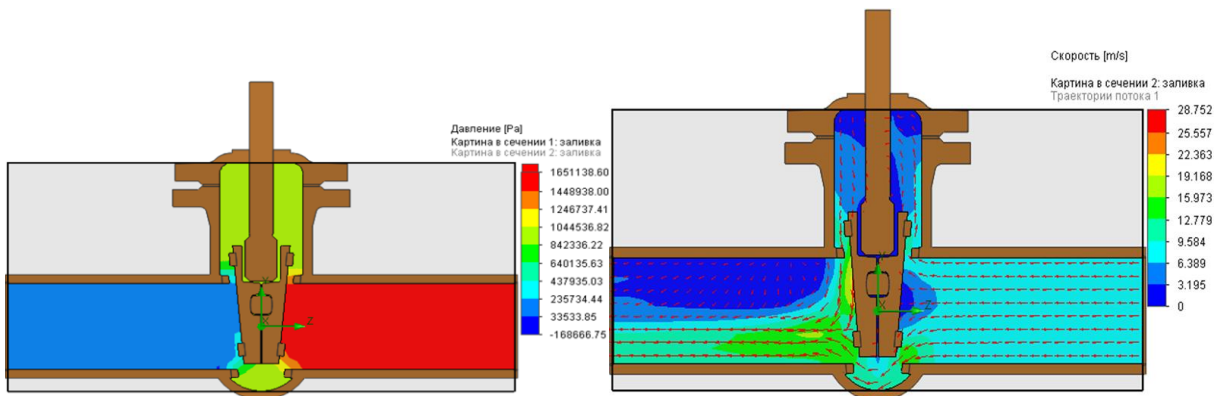 Давление [Pa]
Картина в сечении 1: заливка
Картина в сечении 2: заливка
1651138.60
1448938.00
1246737.41
1044536.82
842336.22
640135.63
437935.03
235734.44
33533.85
-168666.75
Y
X
Z
Скорость [m/s]
Картина в сечении 2: заливка
Траектории потока 1
28.752
25.557
22.363
19.168
15.973
12.779
9.584
6.389
3.195
0
Z